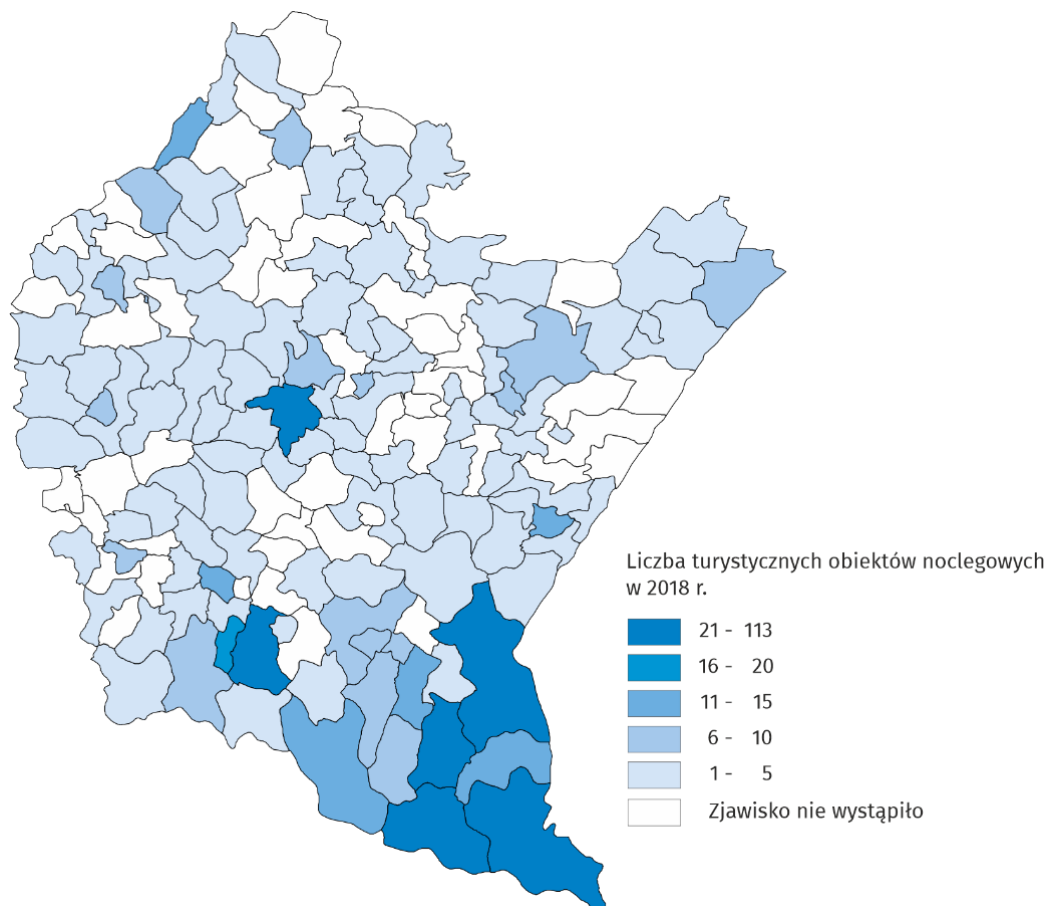 Liczba turystycznych obiektów noclegowych
w 2018 r.
21 - 113
16 - 20
11 - 15
6 - 10
1 - 5
Zjawisko nie wystąpiło